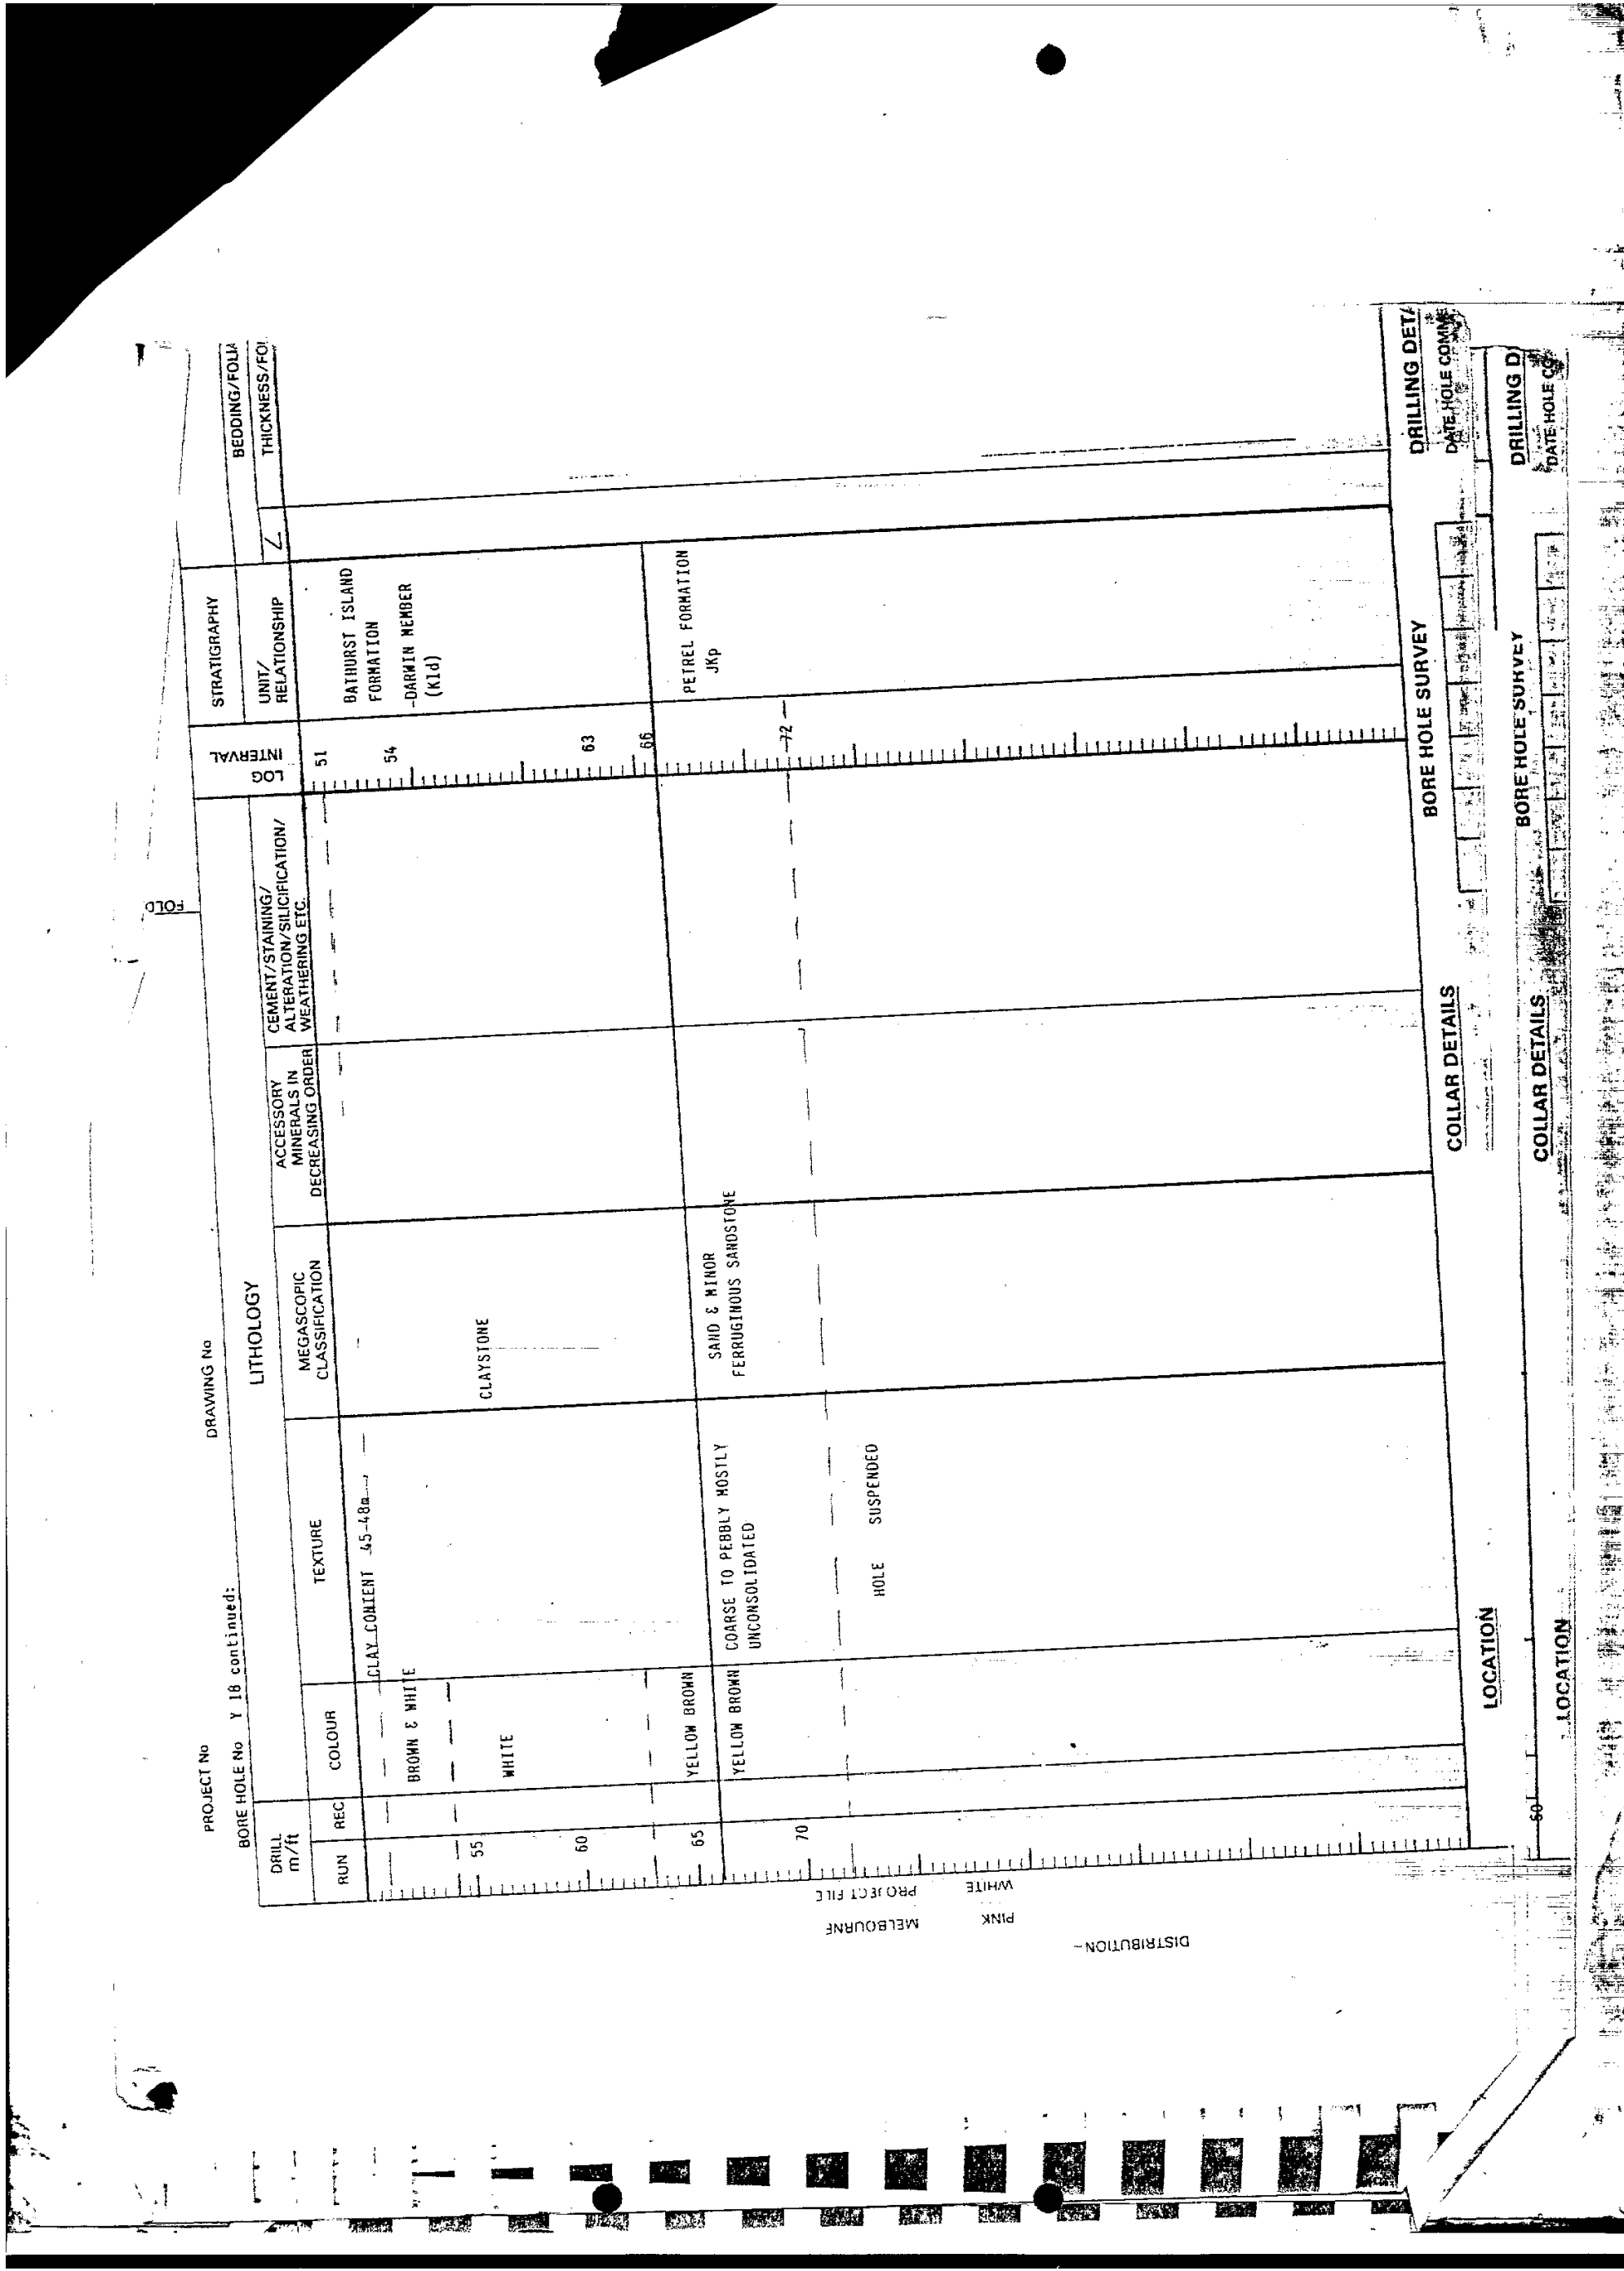 FOLD
PROJECT No
DRAWING No
BORE HOLE No Y 18 continued:
DRILL
m/ft
LITHOLOGY
LOG
INTERVAL
STRATIGRAPHY
RUN
REC
COLOUR
TEXTURE
MEGASCOPIC
CLASSIFICATION
ACCESSORY
MINERALS IN
DECREASING ORDER
CEMENT/STAINING/
ALTERATION/SILICIFICATION/
WEATHERING ETC.
UNIT/
RELATIONSHIP
BEDDING/FOLIA
THICKNESS/FOL
CLAY CONTENT 45-48m
51
BATHURST ISLAND
FORMATION
BROWN & WHITE
54
-DARWIN MEMBER
(Kld)
55
WHITE
CLAYSTONE
60
63
65
YELLOW BROWN
66
YELLOW BROWN
COARSE TO PEBBLY MOSTLY
UNCONSOLIDATED
SAND & MINOR
FERRUGINOUS SANDSTONE
PETREL FORMATION
JKp
70
72
HOLE SUSPENDED
LOCATION
COLLAR DETAILS
BORE HOLE SURVEY
DRILLING DETA
DATE HOLE COMME
60
LOCATION
COLLAR DETAILS
BORE HOLE SURVEY
DRILLING D
DATE HOLE CO
DISTRIBUTION-
PINK MELBOURNE
WHITE PROJECT FILE